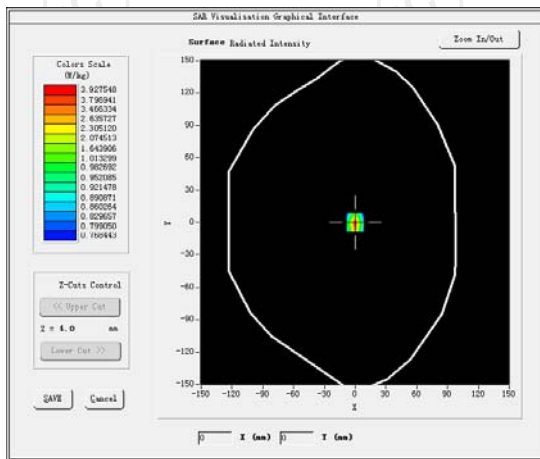 SAR Visualisation Graphical Interface
Surface Radiated Intensity
Zoom In/Out
Colors Scale
(W/kg)
3.927548
3.796941
3.466334
2.635727
2.305120
2.074513
1.643906
1.013299
0.982692
0.952085
0.921478
0.890871
0.860264
0.829657
0.799050
0.768443
150
120
90
60
30
0
-30
-60
-90
-120
-150
Y
-150 -120 -90 -60 -30 0 30 60 90 120 150
X
Z-Cuts Control
<< Upper Cut
Z = 4.0 mm
Lower Cut >>
SAVE
Cancel
0 X (mm) 0 Y (mm)